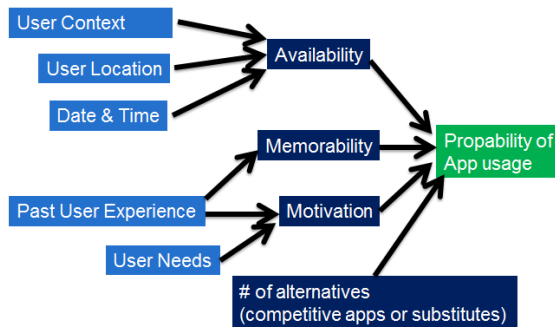 User Context
User Location
Date & Time
Availability
Memorability
Propability of
App usage
Past User Experience
Motivation
User Needs
# of alternatives
(competitive apps or substitutes)